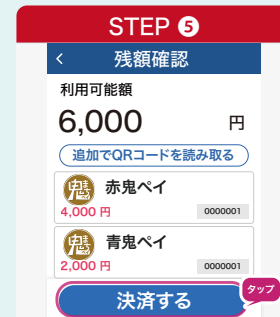 STEP ❺
< 残額確認
利用可能額
6,000 円
追加でQRコードを読み取る
鬼 赤鬼ペイ
4,000 円 0000001
鬼 青鬼ペイ
2,000 円 0000001
決済する
タップ